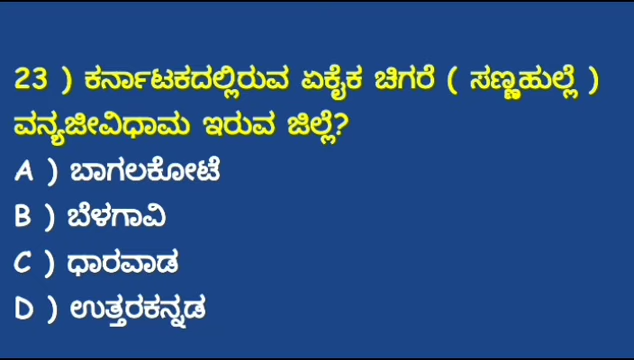 23 ) ಕರ್ನಾಟಕದಲ್ಲಿರುವ ಏಕೈಕ ಚಿಗರೆ ( ಸಣ್ಣಹುಲ್ಲೆ )
ವನ್ಯಜೀವಿಧಾಮ ಇರುವ ಜಿಲ್ಲೆ?
A ) ಬಾಗಲಕೋಟೆ
B ) ಬೆಳಗಾವಿ
C ) ಧಾರವಾಡ
D ) ಉತ್ತರಕನ್ನಡ